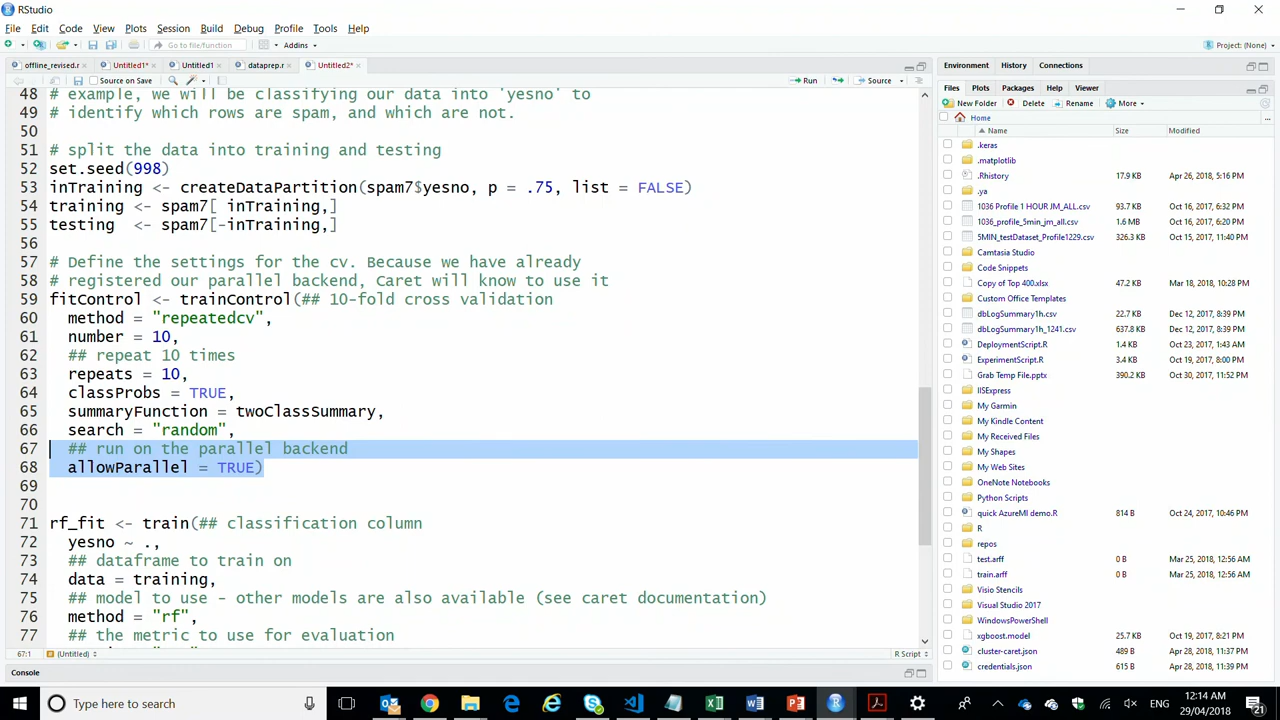 RStudio
File Edit Code View Plots Session Build Debug Profile Tools Help
Go to file/function Addins Project: (None)
offline_revised.r Untitled1* Untitled1 dataprep.r Untitled2*
Source on Save Run Source
48 # example, we will be classifying our data into 'yesno' to
49 # identify which rows are spam, and which are not.
50
51 # split the data into training and testing
52 set.seed(998)
53 inTraining <- createDataPartition(spam7$yesno, p = .75, list = FALSE)
54 training <- spam7[ inTraining,]
55 testing  <- spam7[-inTraining,]
56
57 # Define the settings for the cv. Because we have already
58 # registered our parallel backend, Caret will know to use it
59 fitControl <- trainControl(## 10-fold cross validation
60 method = "repeatedcv",
61 number = 10,
62 ## repeat 10 times
63 repeats = 10,
64 classProbs = TRUE,
65 summaryFunction = twoClassSummary,
66 search = "random",
67 ## run on the parallel backend
68 allowParallel = TRUE)
69
70
71 rf_fit <- train(## classification column
72 yesno ~ .,
73 ## dataframe to train on
74 data = training,
75 ## model to use - other models are also available (see caret documentation)
76 method = "rf",
77 ## the metric to use for evaluation
67:1 (Untitled) R Script
Console
Environment History Connections
Files Plots Packages Help Viewer
New Folder Delete Rename More
Home ...
Name Size Modified
.keras
.matplotlib
.Rhistory 17.9 KB Apr 26, 2018, 5:16 PM
.ya
1036 Profile 1 HOUR JM_ALL.csv 93.7 KB Oct 16, 2017, 6:32 PM
1036_profile_5min_jm_all.csv 1.6 MB Oct 16, 2017, 6:20 PM
5MIN_testDataset_Profile1229.csv 326.3 KB Oct 15, 2017, 11:40 PM
Camtasia Studio
Code Snippets
Copy of Top 400.xlsx 47.2 KB Mar 18, 2018, 10:28 PM
Custom Office Templates
dbLogSummary1h.csv 22.7 KB Dec 12, 2017, 8:39 PM
dbLogSummary1h_1241.csv 637.8 KB Dec 12, 2017, 8:39 PM
DeploymentScript.R 1.4 KB Oct 23, 2017, 1:43 AM
ExperimentScript.R 3.4 KB Oct 19, 2017, 8:00 PM
Grab Temp File.pptx 390.2 KB Oct 30, 2017, 11:52 PM
IISExpress
My Garmin
My Kindle Content
My Received Files
My Shapes
My Web Sites
OneNote Notebooks
Python Scripts
quick AzureMl demo.R 814 B Oct 24, 2017, 10:46 PM
R
repos
test.arff 0 B Mar 25, 2018, 12:56 AM
train.arff 0 B Mar 25, 2018, 12:56 AM
Visio Stencils
Visual Studio 2017
WindowsPowerShell
xgboost.model 25.7 KB Oct 19, 2017, 8:21 PM
cluster-caret.json 489 B Apr 28, 2018, 11:37 PM
credentials.json 615 B Apr 28, 2018, 11:39 PM
Type here to search
ENG
12:14 AM
29/04/2018
21